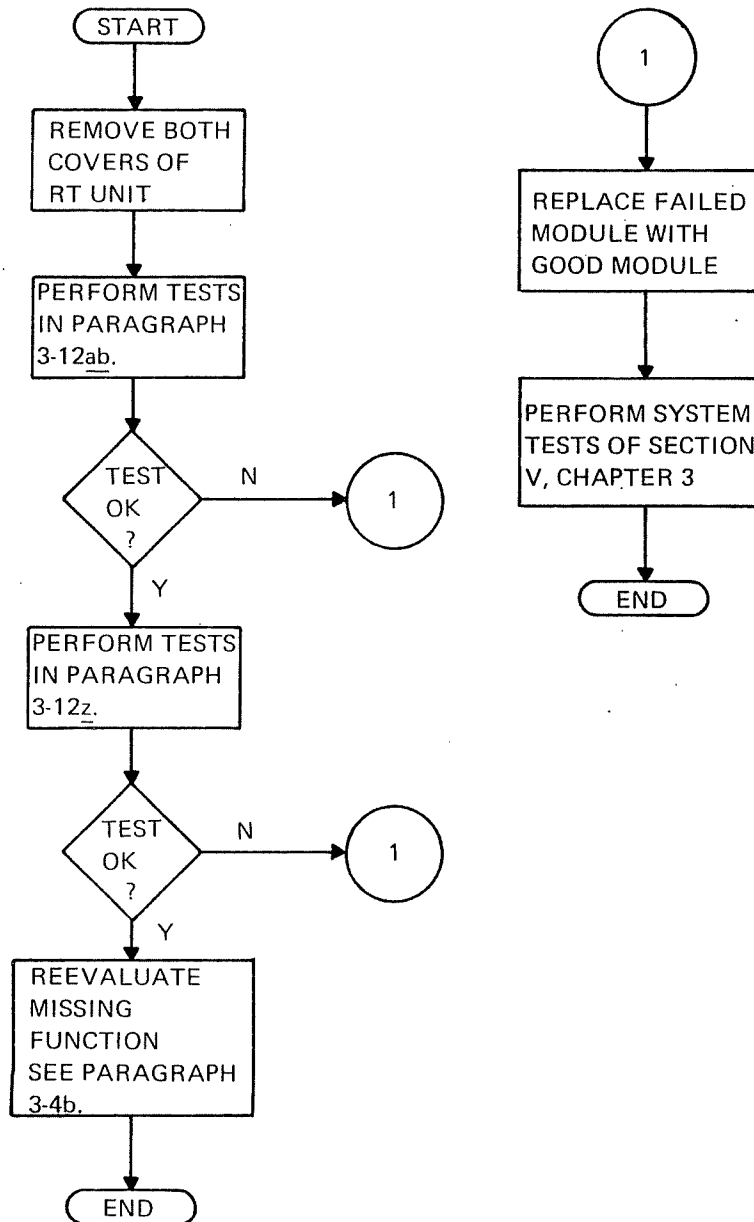 START
REMOVE BOTH
COVERS OF
RT UNIT
PERFORM TESTS
IN PARAGRAPH
3-12ab.
TEST
OK
?
N
1
Y
PERFORM TESTS
IN PARAGRAPH
3-12z.
TEST
OK
?
N
1
Y
REEVALUATE
MISSING
FUNCTION
SEE PARAGRAPH
3-4b.
END
1
REPLACE FAILED
MODULE WITH
GOOD MODULE
PERFORM SYSTEM
TESTS OF SECTION
V, CHAPTER 3
END